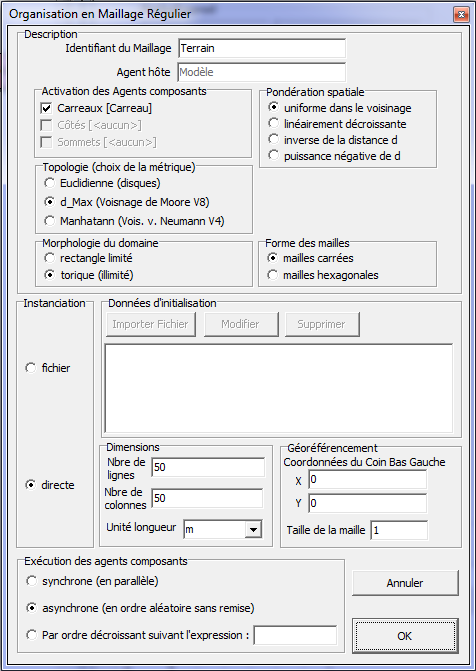 Organisation en Maillage Régulier
Description
Identifiant du Maillage Terrain
Agent hôte Modèle
Activation des Agents composants
Carreaux [Carreau]
Côtés [<aucun>]
Sommets [<aucun>]
Pondération spatiale
uniforme dans le voisinage
linéairement décroissante
inverse de la distance d
puissance négative de d
Topologie (choix de la métrique)
Euclidienne (disques)
d_Max (Voisnage de Moore V8)
Manhatann (Vois. v. Neumann V4)
Morphologie du domaine
rectangle limité
torique (illimité)
Forme des mailles
mailles carrées
mailles hexagonales
Instanciation
fichier
directe
Données d'initialisation
Importer Fichier Modifier Supprimer
Dimensions
Nbre de
lignes 50
Nbre de
colonnes 50
Unité longueur m
Géoréférencement
Coordonnées du Coin Bas Gauche
X 0
Y 0
Taille de la maille 1
Exécution des agents composants
synchrone (en parallèle)
asynchrone (en ordre aléatoire sans remise)
Par ordre décroissant suivant l'expression :
Annuler
OK